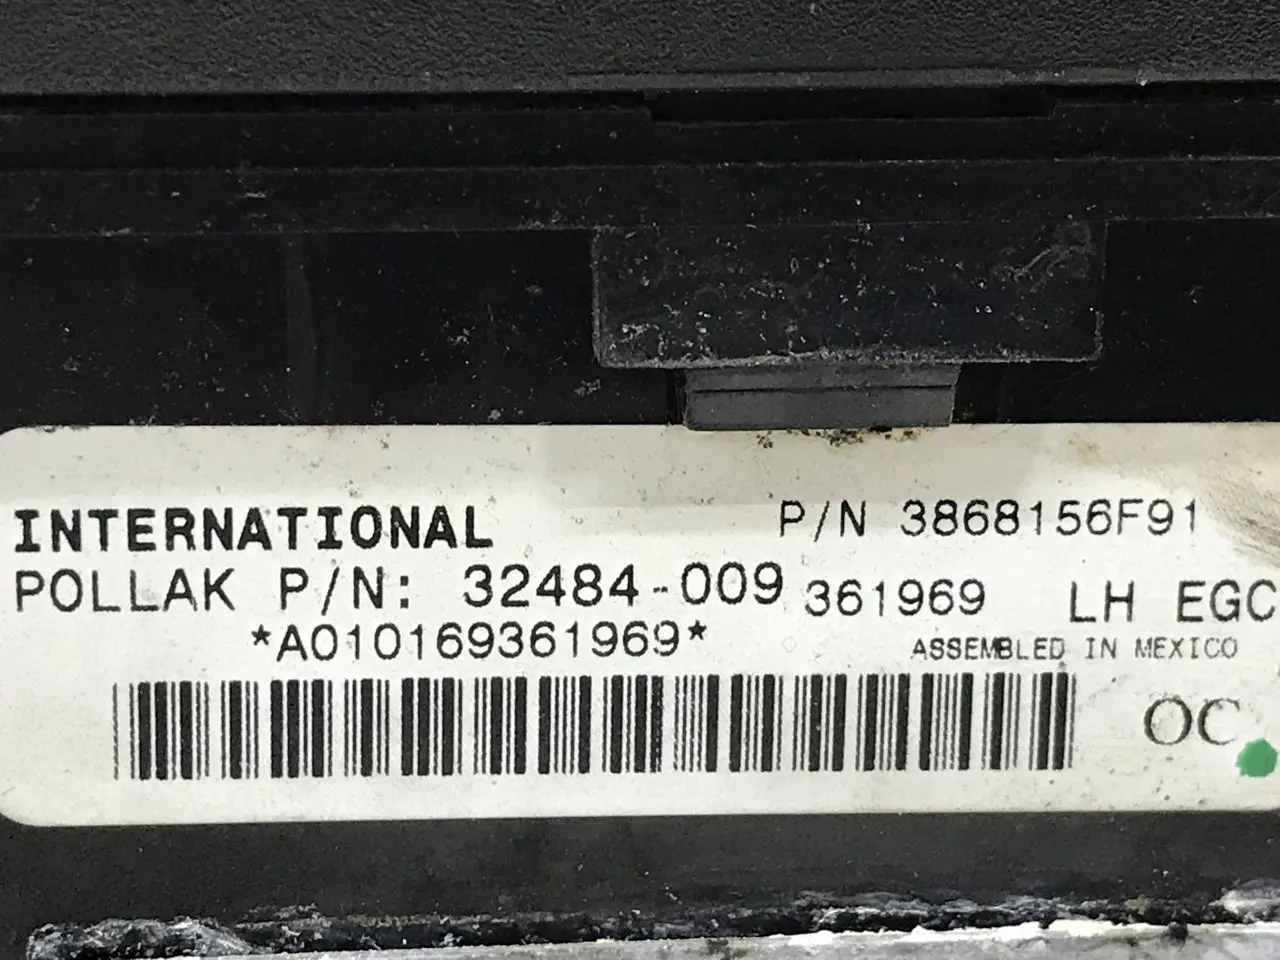 INTERNATIONAL P/N 3868156F91
POLLAK P/N: 32484-009 361969 LH EGC
*A010169361969* ASSEMBLED IN MEXICO
OC